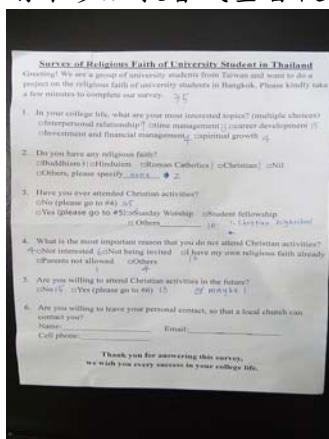 Survey of Religious Faith of University Student in Thailand
Greeting! We are a group of university students from Taiwan and want to do a
project on the religious faith of university students in Bangkok. Please kindly take
a few minutes to complete our survey.
1. In your college life, what are your most interested topics? (multiple choices)
□Interpersonal relationship □time management □career development 15
□Investment and financial management □spiritual growth 4
2. Do you have any religious faith?
□Buddhism □Hinduism □Roman Catholics □Christian □Nil
□Others, please specify none 2
3. Have you ever attended Christian activities?
□No (please go to #4)
□Yes (please go to #5) □Sunday Worship □Student fellowship
□Others
4. What is the most important reason that you do not attend Christian activities?
□Not interested □Not being invited □I have my own religious faith already
□Parents not allowed □Others
5. Are you willing to attend Christian activities in the future?
□No □Yes (please go to #6) 13 maybe 1
6. Are you willing to leave your personal contact, so that a local church can
contact you?
Name: Email:
Cell phone:
Thank you for answering this survey,
we wish you every success in your college life.